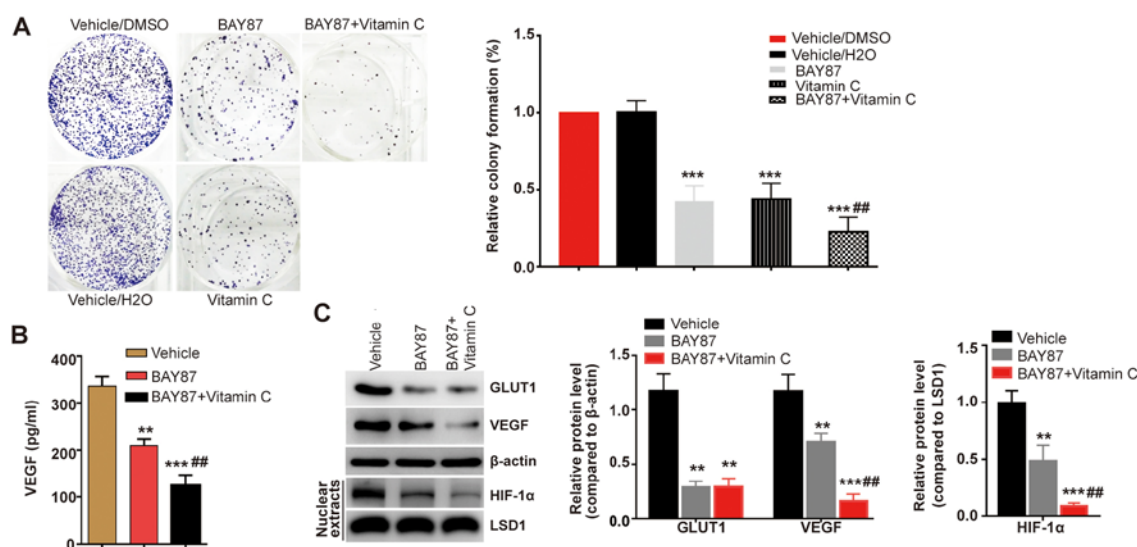 A
Vehicle/DMSO
BAY87
BAY87+Vitamin C
Vehicle/H2O
Vitamin C
Relative colony formation (%)
1.5
1.0
0.5
0.0
Vehicle/DMSO
Vehicle/H2O
BAY87
Vitamin C
BAY87+Vitamin C
***
***
*** ##
B
VEGF (pg/ml)
400
300
200
100
0
Vehicle
BAY87
BAY87+Vitamin C
**
*** ##
C
Vehicle
BAY87
BAY87+
Vitamin C
GLUT1
VEGF
β-actin
HIF-1α
LSD1
Nuclear
extracts
Relative protein level
(compared to β-actin)
1.5
1.0
0.5
0.0
Vehicle
BAY87
BAY87+Vitamin C
**
**
**
***##
GLUT1
VEGF
Relative protein level
(compared to LSD1)
1.5
1.0
0.5
0.0
Vehicle
BAY87
BAY87+Vitamin C
**
***##
HIF-1α